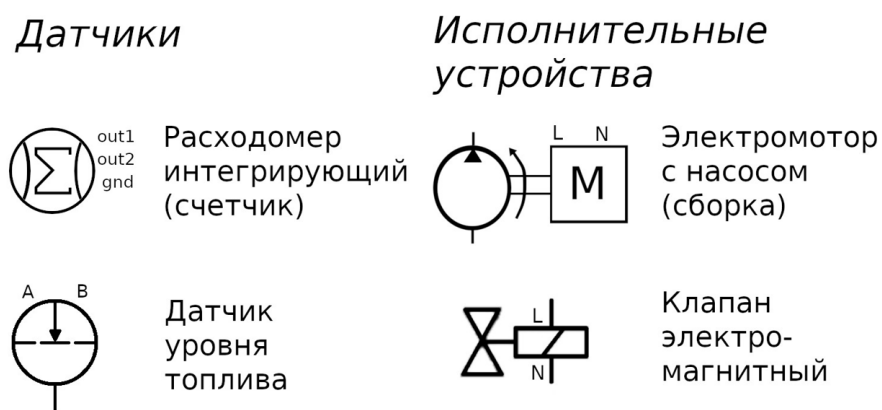 Датчики
Исполнительные
устройства
out1
out2
gnd
Расходомер
интегрирующий
(счетчик)
L N
M
Электромотор
с насосом
(сборка)
A B
Датчик
уровня
топлива
L
N
Клапан
электро-
магнитный